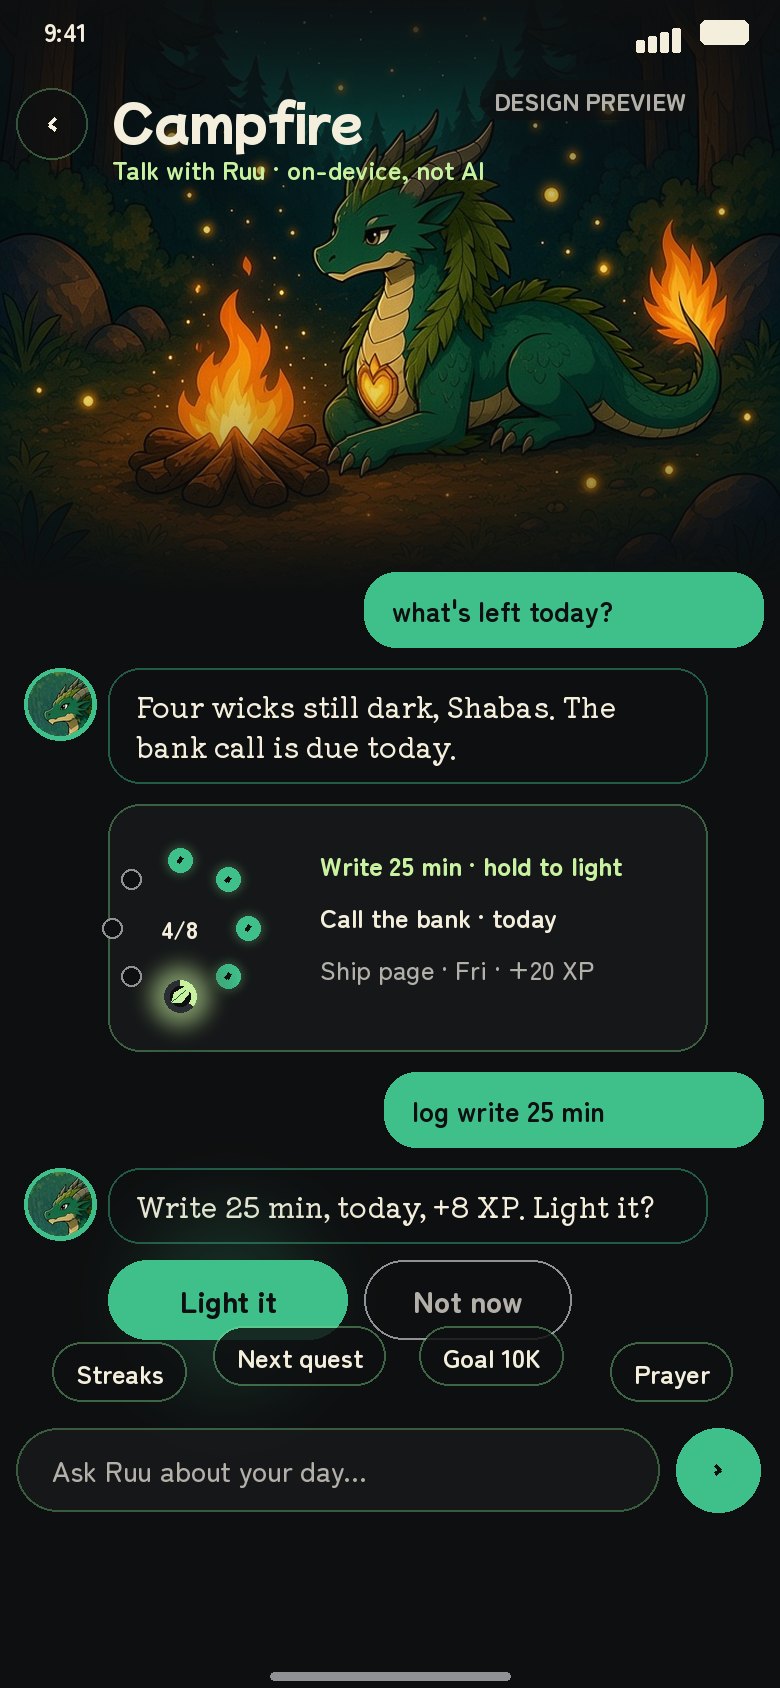 9:41
DESIGN PREVIEW
Campfire
Talk with Ruu · on-device, not AI
what's left today?
Four wicks still dark, Shabas. The
bank call is due today.
Write 25 min · hold to light
Call the bank · today
4/8
Ship page · Fri · +20 XP
log write 25 min
Write 25 min, today, +8 XP. Light it?
Light it
Not now
Streaks
Next quest
Goal 10K
Prayer
Ask Ruu about your day...